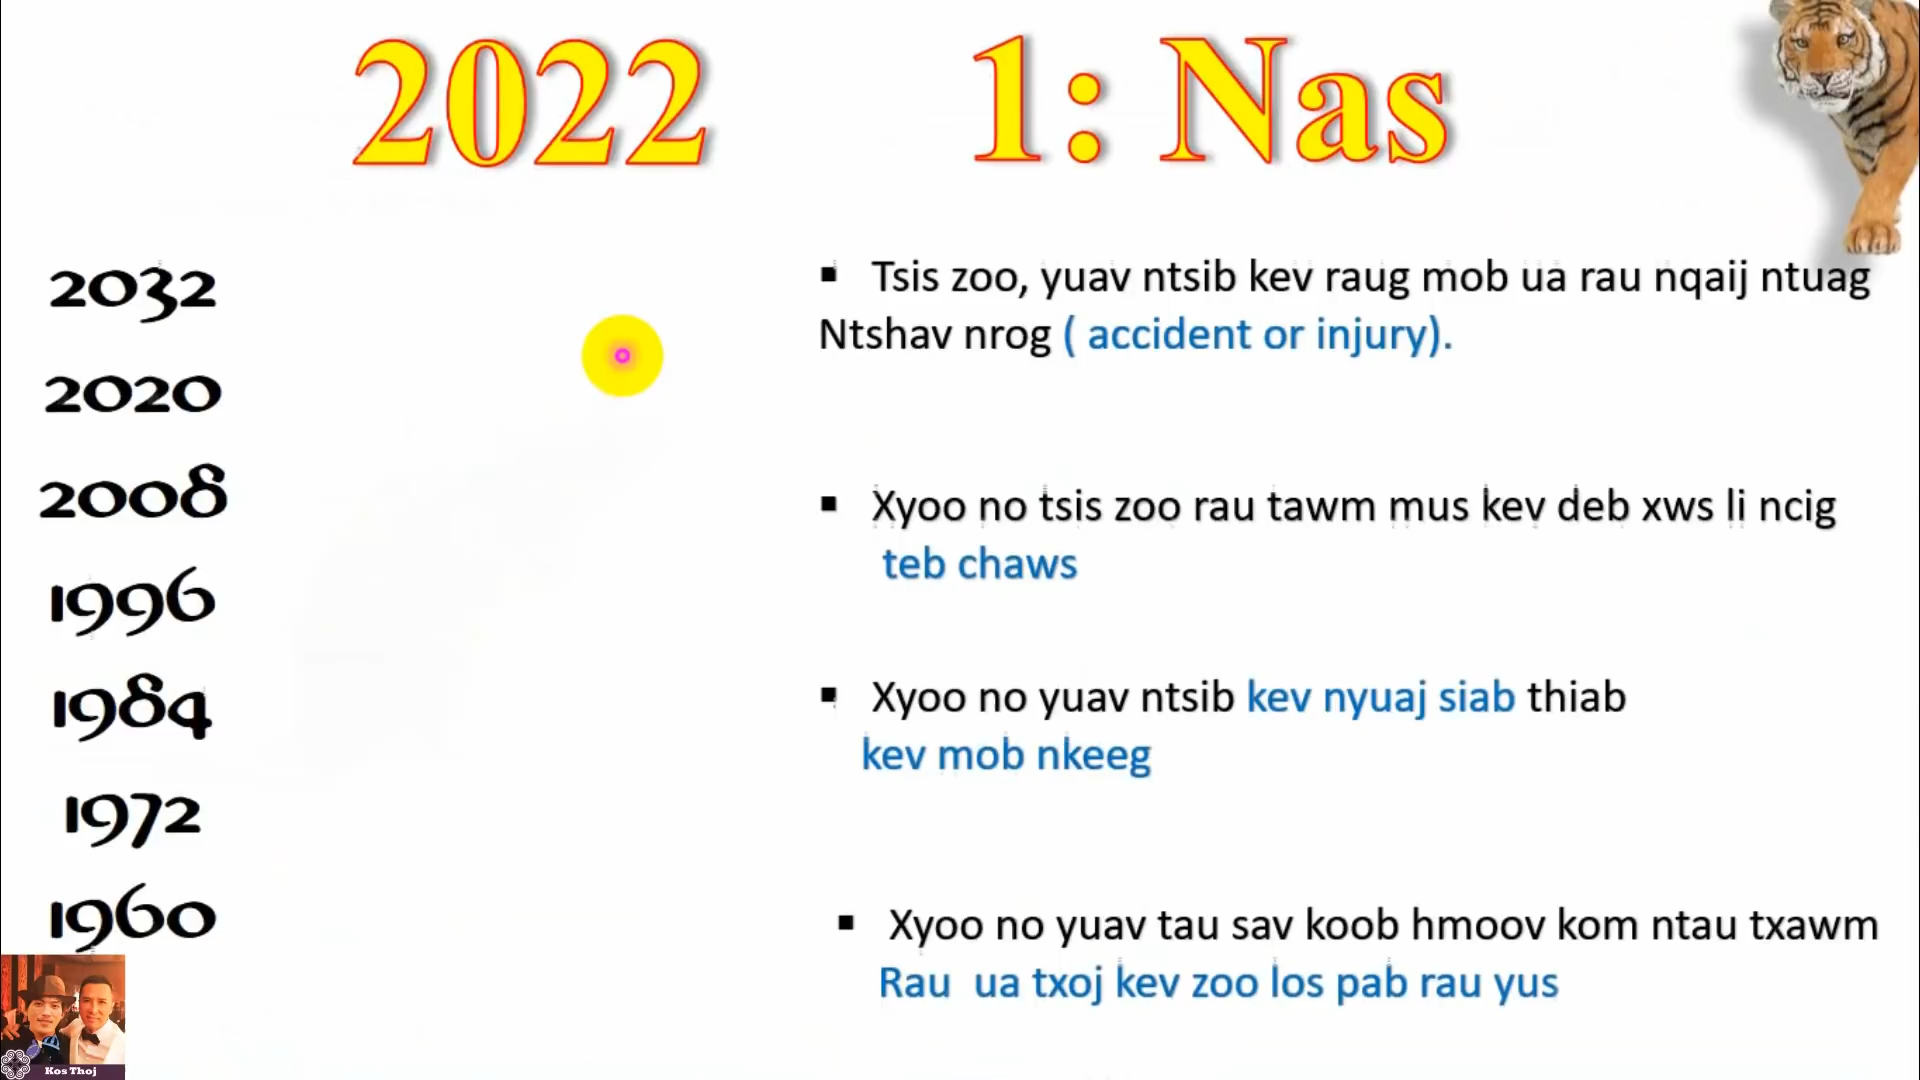 2022 1: Nas
2032
2020
2008
1996
1984
1972
1960
▪ Tsis zoo, yuav ntsib kev raug mob ua rau nqaij ntuag
Ntshav nrog ( accident or injury).
▪ Xyoo no tsis zoo rau tawm mus kev deb xws li ncig
teb chaws
▪ Xyoo no yuav ntsib kev nyuaj siab thiab
kev mob nkeeg
▪ Xyoo no yuav tau sav koob hmoov kom ntau txawm
Rau ua txoj kev zoo los pab rau yus
Kos Thoj